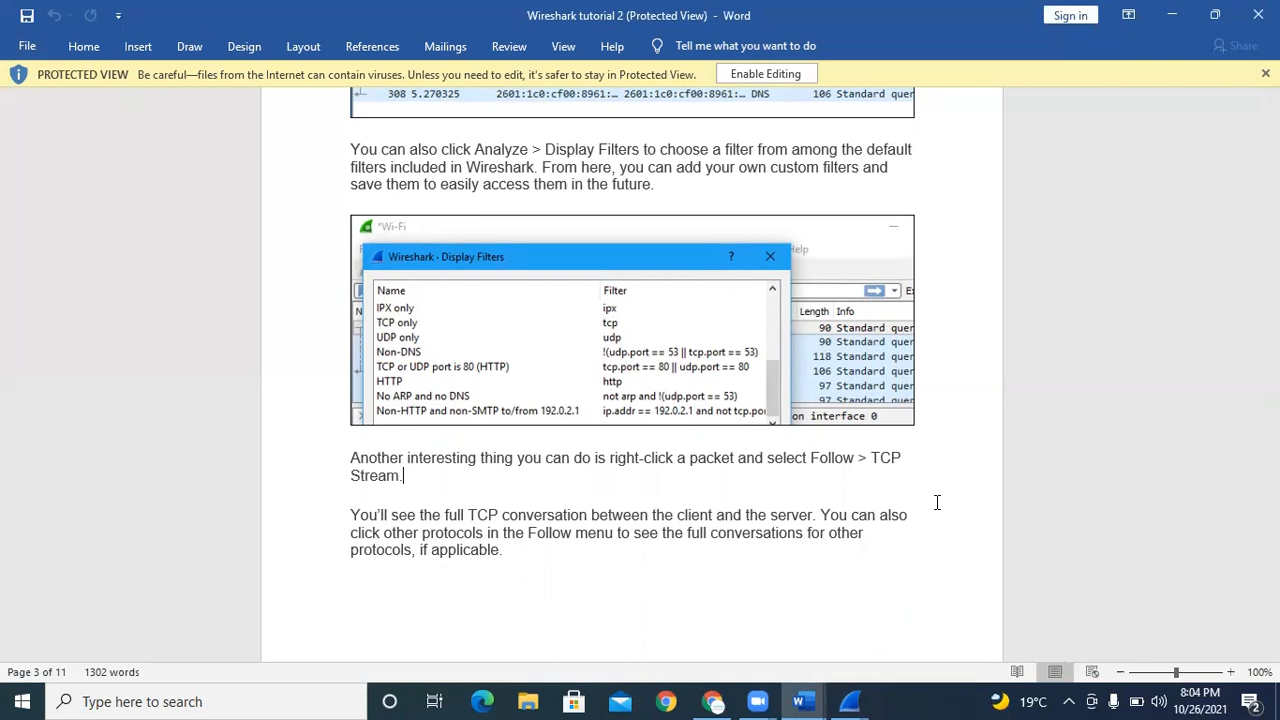 Wireshark tutorial 2 (Protected View) - Word
Sign in
File Home Insert Draw Design Layout References Mailings Review View Help Tell me what you want to do Share
PROTECTED VIEW Be careful—files from the Internet can contain viruses. Unless you need to edit, it's safer to stay in Protected View. Enable Editing
308 5.270325 2601:1c0:cf00:8961:... 2601:1c0:cf00:8961:... DNS 106 Standard quer
You can also click Analyze > Display Filters to choose a filter from among the default
filters included in Wireshark. From here, you can add your own custom filters and
save them to easily access them in the future.
*Wi-Fi
Help
Wireshark - Display Filters ?
Name Filter
IPX only ipx
TCP only tcp
UDP only udp
Non-DNS !(udp.port == 53 || tcp.port == 53)
TCP or UDP port is 80 (HTTP) tcp.port == 80 || udp.port == 80
HTTP http
No ARP and no DNS not arp and !(udp.port == 53)
Non-HTTP and non-SMTP to/from 192.0.2.1 ip.addr == 192.0.2.1 and not tcp.por
Length Info
90 Standard quer
90 Standard quer
118 Standard quer
106 Standard quer
97 Standard quer
97 Standard quer
on interface 0
Another interesting thing you can do is right-click a packet and select Follow > TCP
Stream.
You'll see the full TCP conversation between the client and the server. You can also
click other protocols in the Follow menu to see the full conversations for other
protocols, if applicable.
Page 3 of 11 1302 words 100%
Type here to search
19°C
8:04 PM
10/26/2021
2